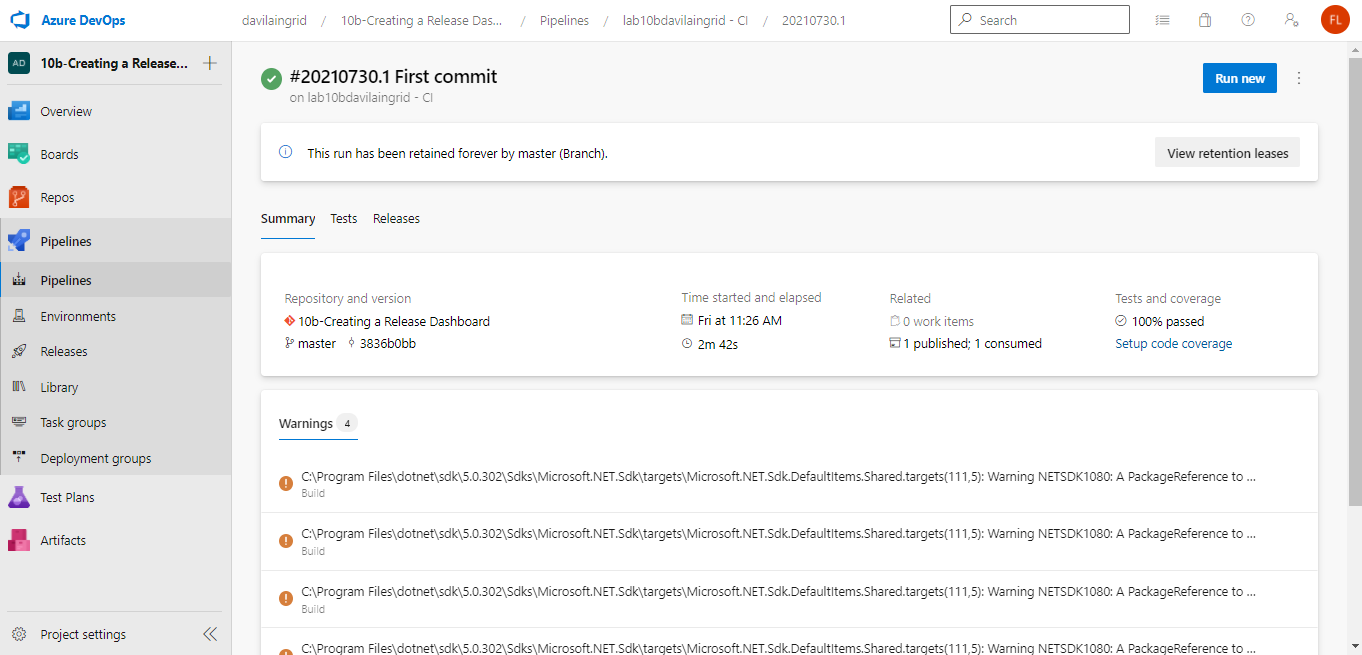 Azure DevOps
davilaingrid / 10b-Creating a Release Das... / Pipelines / lab10bdavilaingrid - CI / 20210730.1
Search
FL
AD 10b-Creating a Release...
Overview
Boards
Repos
Pipelines
Pipelines
Environments
Releases
Library
Task groups
Deployment groups
Test Plans
Artifacts
Project settings
#20210730.1 First commit
on lab10bdavilaingrid - CI
Run new
This run has been retained forever by master (Branch).
View retention leases
Summary Tests Releases
Repository and version
10b-Creating a Release Dashboard
master 3836b0bb
Time started and elapsed
Fri at 11:26 AM
2m 42s
Related
0 work items
1 published; 1 consumed
Tests and coverage
100% passed
Setup code coverage
Warnings 4
C:\Program Files\dotnet\sdk\5.0.302\Sdks\Microsoft.NET.Sdk\targets\Microsoft.NET.Sdk.DefaultItems.Shared.targets(111,5): Warning NETSDK1080: A PackageReference to ...
Build
C:\Program Files\dotnet\sdk\5.0.302\Sdks\Microsoft.NET.Sdk\targets\Microsoft.NET.Sdk.DefaultItems.Shared.targets(111,5): Warning NETSDK1080: A PackageReference to ...
Build
C:\Program Files\dotnet\sdk\5.0.302\Sdks\Microsoft.NET.Sdk\targets\Microsoft.NET.Sdk.DefaultItems.Shared.targets(111,5): Warning NETSDK1080: A PackageReference to ...
Build
C:\Program Files\dotnet\sdk\5.0.302\Sdks\Microsoft.NET.Sdk\targets\Microsoft.NET.Sdk.DefaultItems.Shared.targets(111,5): Warning NETSDK1080: A PackageReference to ...